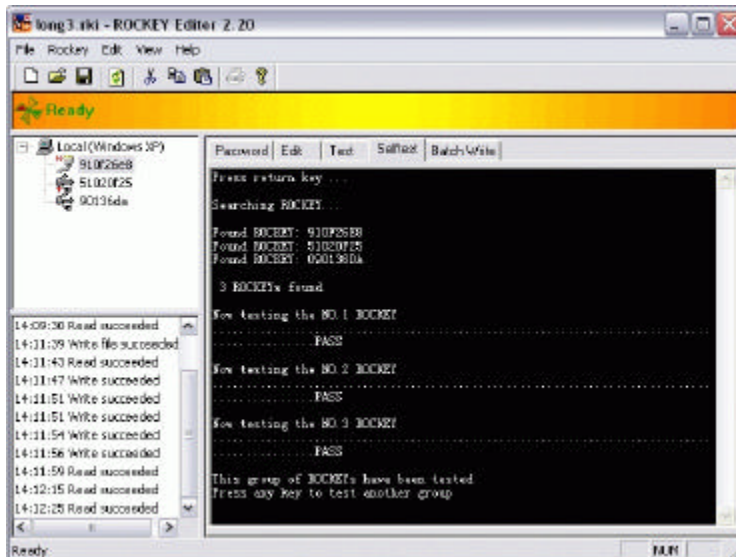 long3.rki - ROCKEY Editor 2.20
File Rockey Edit View Help
Ready
Local(Windows XP)
910f26e8
51020f25
90136da
Password Edit Test Selftest Batch Write
Press return key ...
Searching ROCKEY...
Found ROCKEY: 910F26E8
Found ROCKEY: 51020F25
Found ROCKEY: 090136DA
3 ROCKEYs found
Now testing the NO.1 ROCKEY
PASS
Now testing the NO.2 ROCKEY
PASS
Now testing the NO.3 ROCKEY
PASS
This group of ROCKEYs have been tested
Press any key to test another group
14:09:30 Read succeeded
14:11:39 Write file succeeded
14:11:43 Read succeeded
14:11:47 Write succeeded
14:11:51 Write succeeded
14:11:51 Write succeeded
14:11:54 Write succeeded
14:11:56 Write succeeded
14:11:59 Read succeeded
14:12:15 Read succeeded
14:12:25 Read succeeded
Ready
NUM